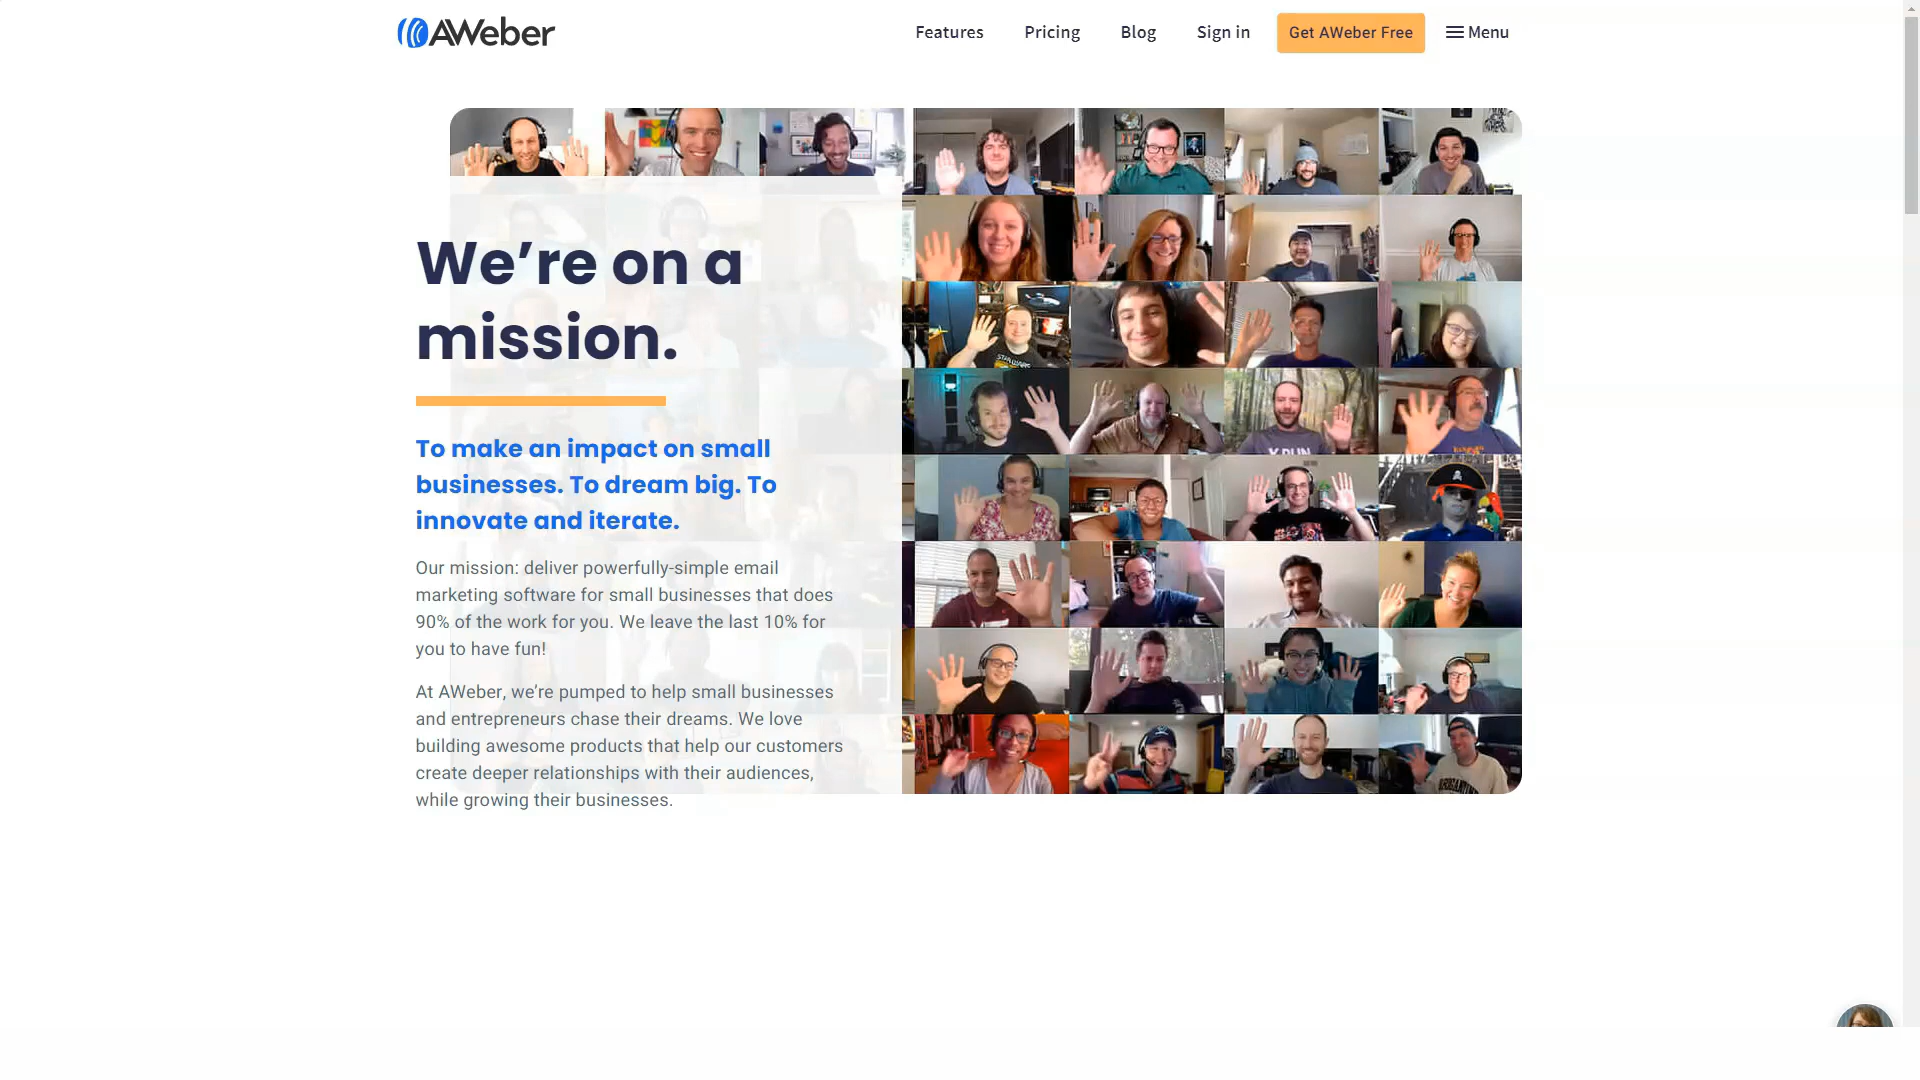 AWeber
Features
Pricing
Blog
Sign in
Get AWeber Free
Menu
We’re on a
mission.
To make an impact on small
businesses. To dream big. To
innovate and iterate.
Our mission: deliver powerfully-simple email
marketing software for small businesses that does
90% of the work for you. We leave the last 10% for
you to have fun!
At AWeber, we’re pumped to help small businesses
and entrepreneurs chase their dreams. We love
building awesome products that help our customers
create deeper relationships with their audiences,
while growing their businesses.